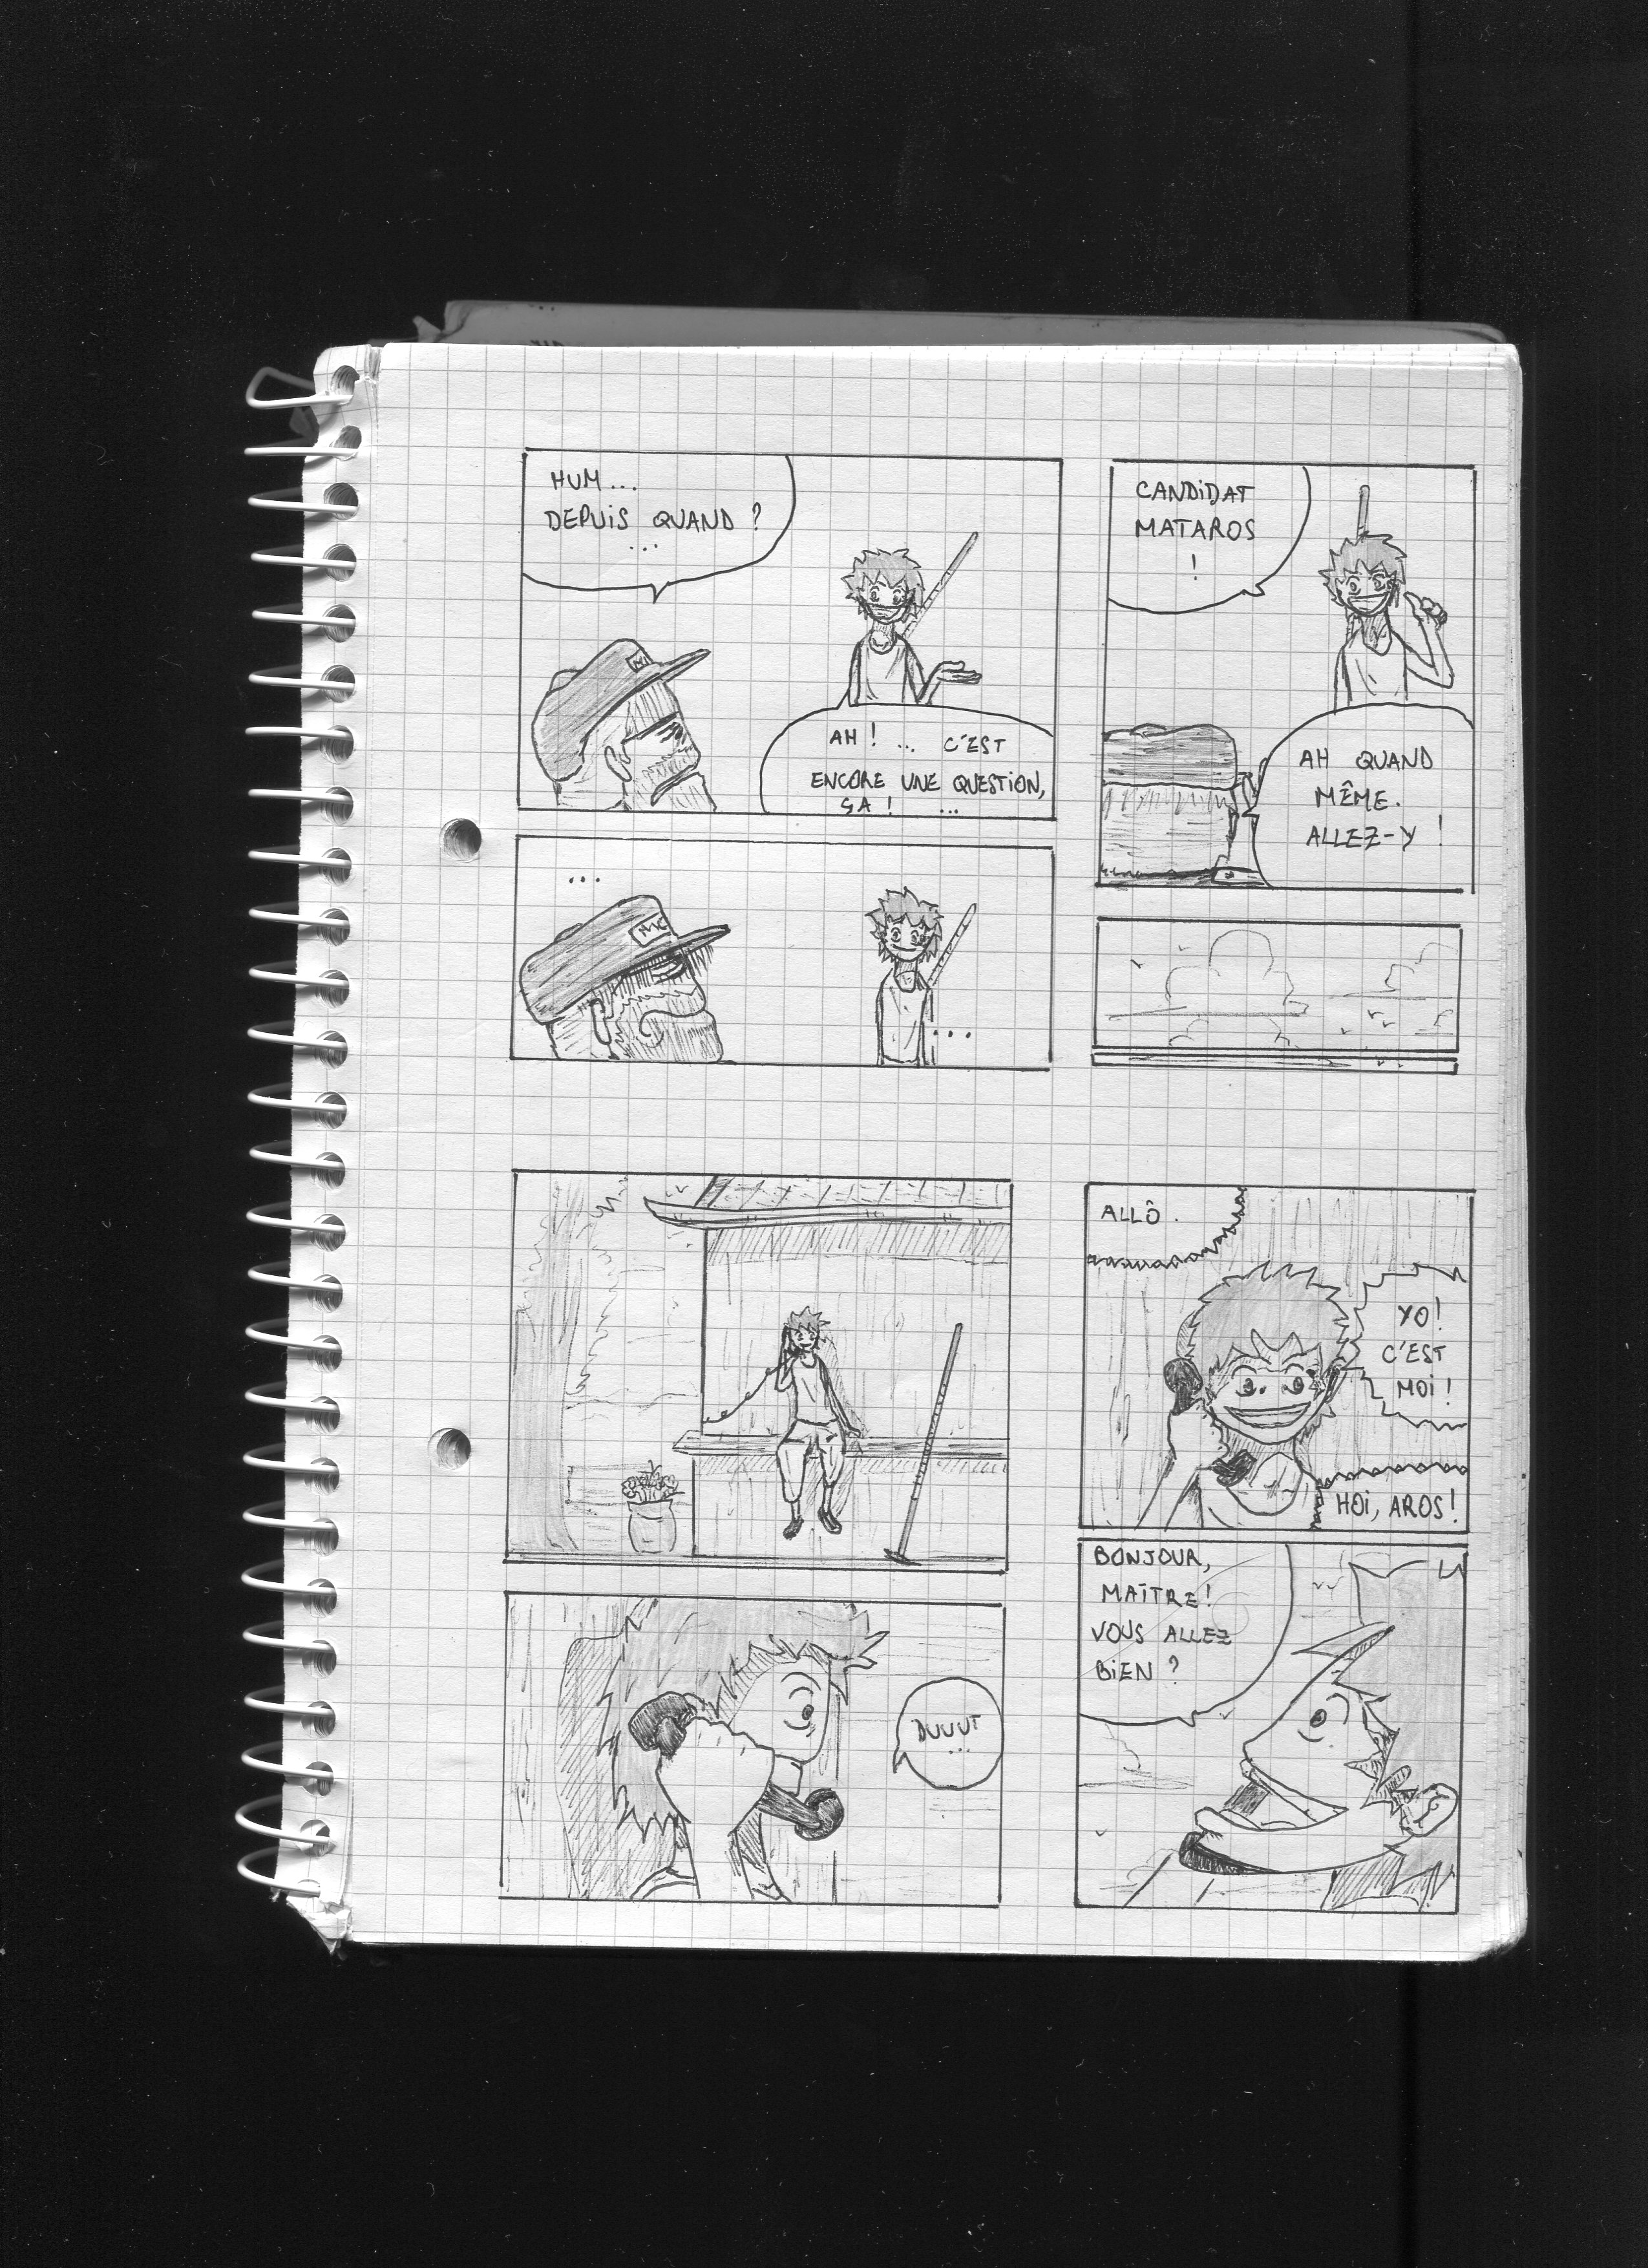 HUM...
DEPUIS QUAND ?
...
AH ! ... C'EST
ENCORE UNE QUESTION,
ÇA ! ...
CANDIDAT
MATAROS
!
AH QUAND
MÊME.
ALLEZ-Y !
...
...
ALLÔ.
YO!
C'EST
MOI !
MOI, AROS!
DUUUT
...
BONJOUR,
MAÎTRE!
VOUS ALLEZ
BIEN ?